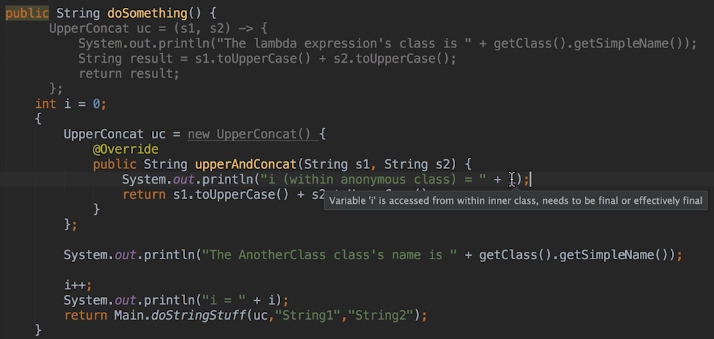 public String doSomething() {
UpperConcat uc = (s1, s2) -> {
System.out.println("The lambda expression's class is " + getClass().getSimpleName());
String result = s1.toUpperCase() + s2.toUpperCase();
return result;
};
int i = 0;
{
UpperConcat uc = new UpperConcat() {
@Override
public String upperAndConcat(String s1, String s2) {
System.out.println("i (within anonymous class) = " + i);
return s1.toUpperCase() + s2
Variable 'i' is accessed from within inner class, needs to be final or effectively final
}
};
System.out.println("The AnotherClass class's name is " + getClass().getSimpleName());
i++;
System.out.println("i = " + i);
return Main.doStringStuff(uc,"String1","String2");
}